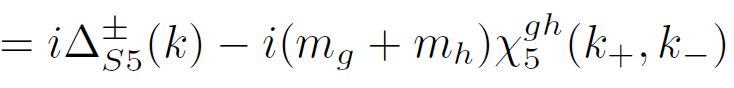 = iΔ^{±}_{S5}(k) − i(m_g + m_h)χ^{gh}_5(k_+, k_−)